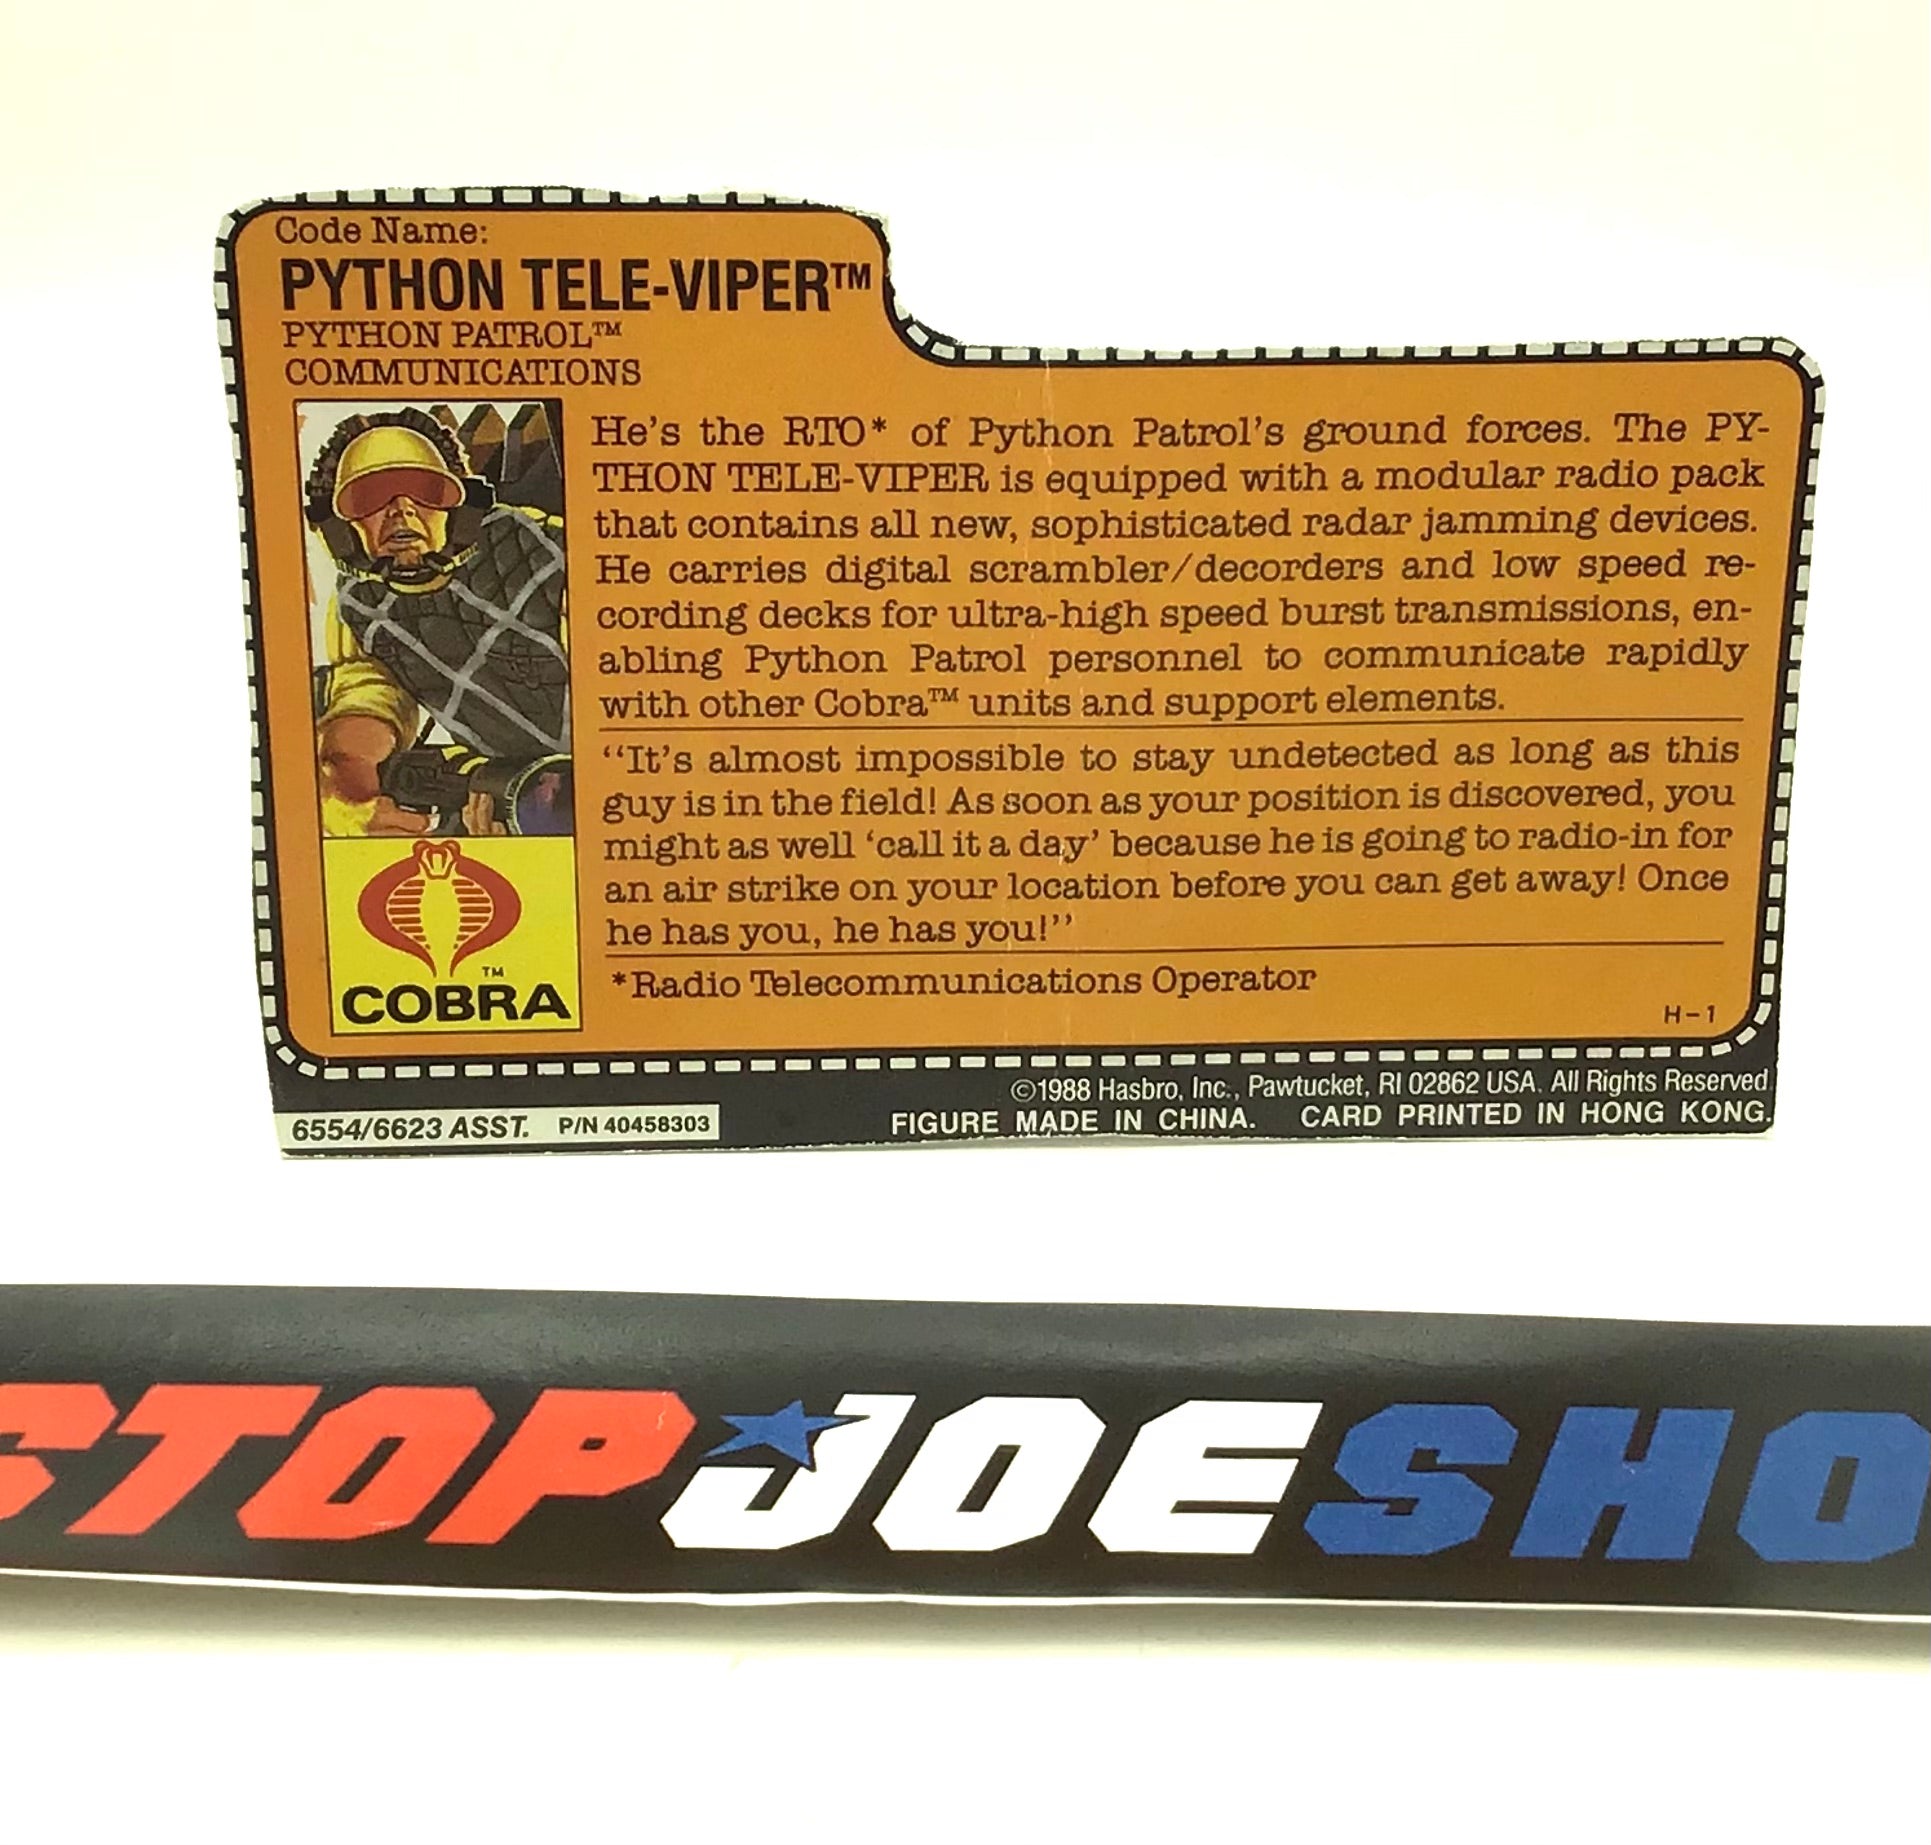 Code Name:
PYTHON TELE-VIPER™
PYTHON PATROL™
COMMUNICATIONS
He's the RTO* of Python Patrol's ground forces. The PY-
THON TELE-VIPER is equipped with a modular radio pack
that contains all new, sophisticated radar jamming devices.
He carries digital scrambler/decorders and low speed re-
cording decks for ultra-high speed burst transmissions, en-
abling Python Patrol personnel to communicate rapidly
with other Cobra™ units and support elements.
"It's almost impossible to stay undetected as long as this
guy is in the field! As soon as your position is discovered, you
might as well 'call it a day' because he is going to radio-in for
an air strike on your location before you can get away! Once
he has you, he has you!"
*Radio Telecommunications Operator
TM
COBRA
H-1
©1988 Hasbro, Inc., Pawtucket, RI 02862 USA. All Rights Reserved
6554/6623 ASST. P/N 40458303
FIGURE MADE IN CHINA. CARD PRINTED IN HONG KONG.
STOPJOESHO